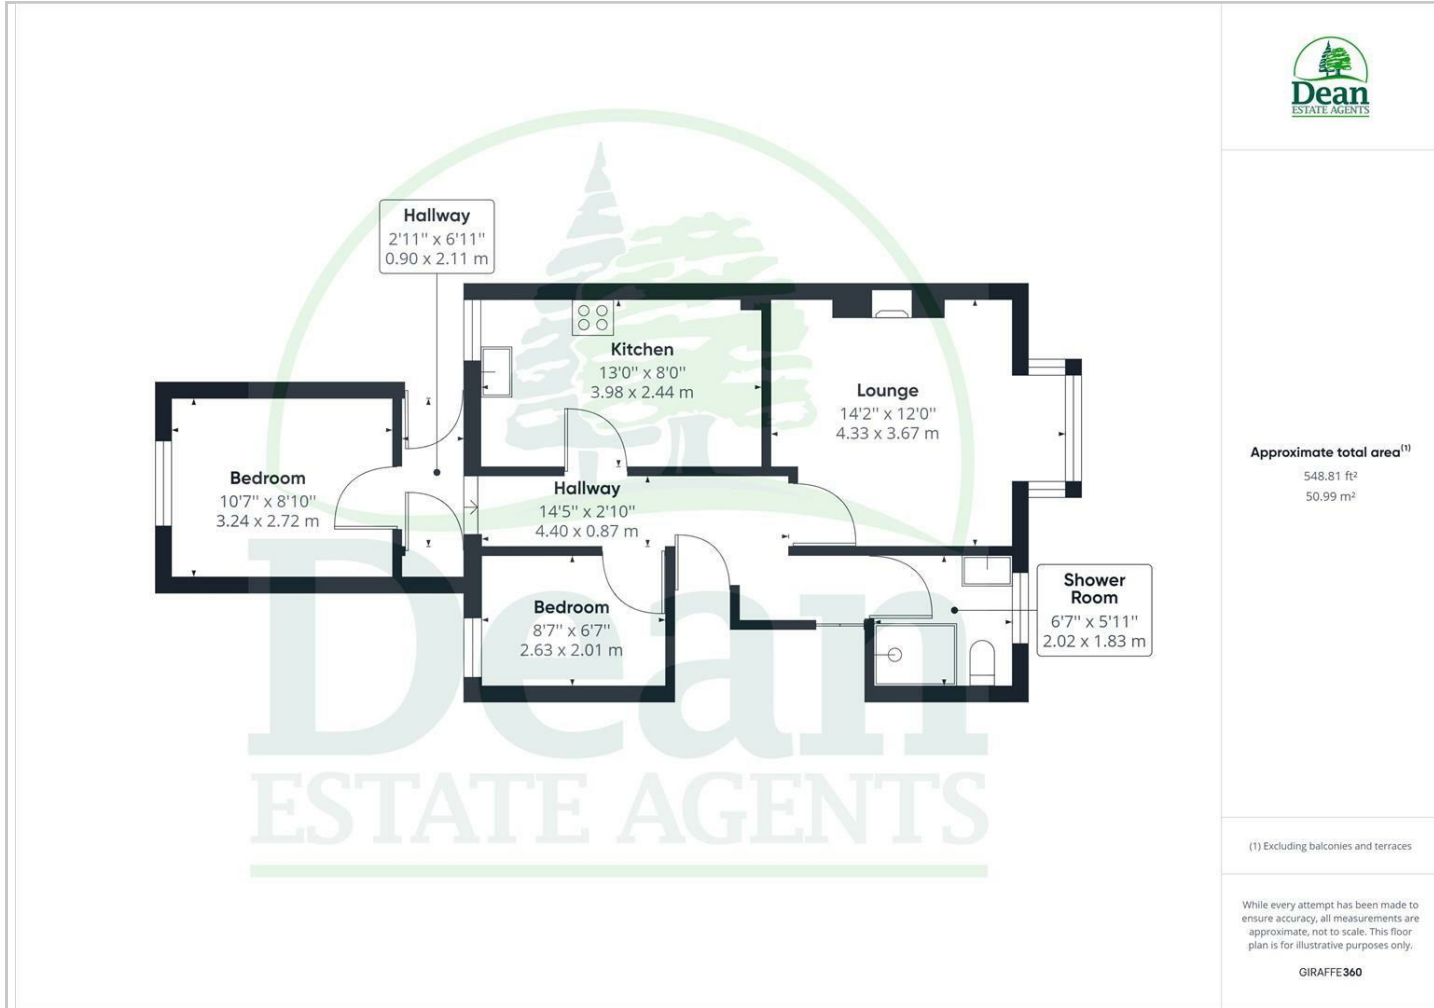 Hallway
2'11'' x 6'11''
0.90 x 2.11 m
Kitchen
13'0'' x 8'0''
3.98 x 2.44 m
Lounge
14'2'' x 12'0''
4.33 x 3.67 m
Bedroom
10'7'' x 8'10''
3.24 x 2.72 m
Hallway
14'5'' x 2'10''
4.40 x 0.87 m
Bedroom
8'7'' x 6'7''
2.63 x 2.01 m
Shower
Room
6'7'' x 5'11''
2.02 x 1.83 m
Dean
ESTATE AGENTS
Dean
ESTATE AGENTS
Approximate total area⁽¹⁾
548.81 ft²
50.99 m²
(1) Excluding balconies and terraces
While every attempt has been made to
ensure accuracy, all measurements are
approximate, not to scale. This floor
plan is for illustrative purposes only.
GIRAFFE360